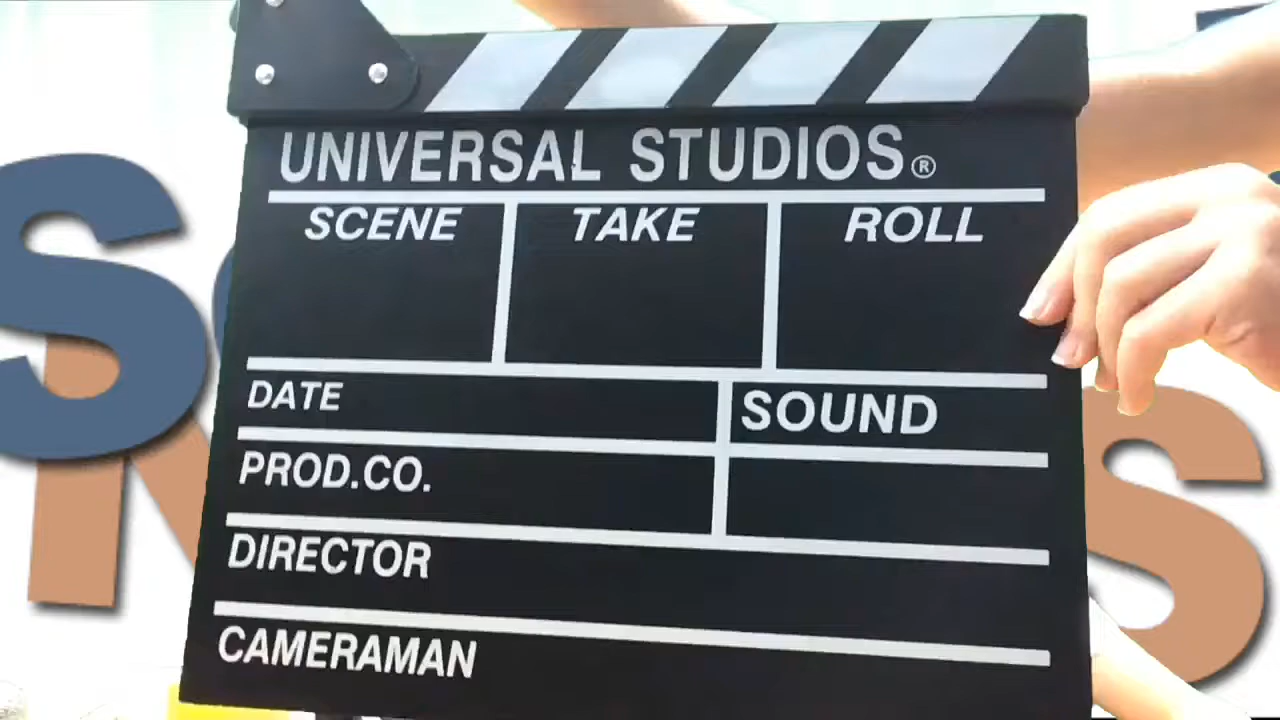 UNIVERSAL STUDIOS®
SCENE TAKE ROLL
DATE SOUND
PROD.CO.
DIRECTOR
CAMERAMAN